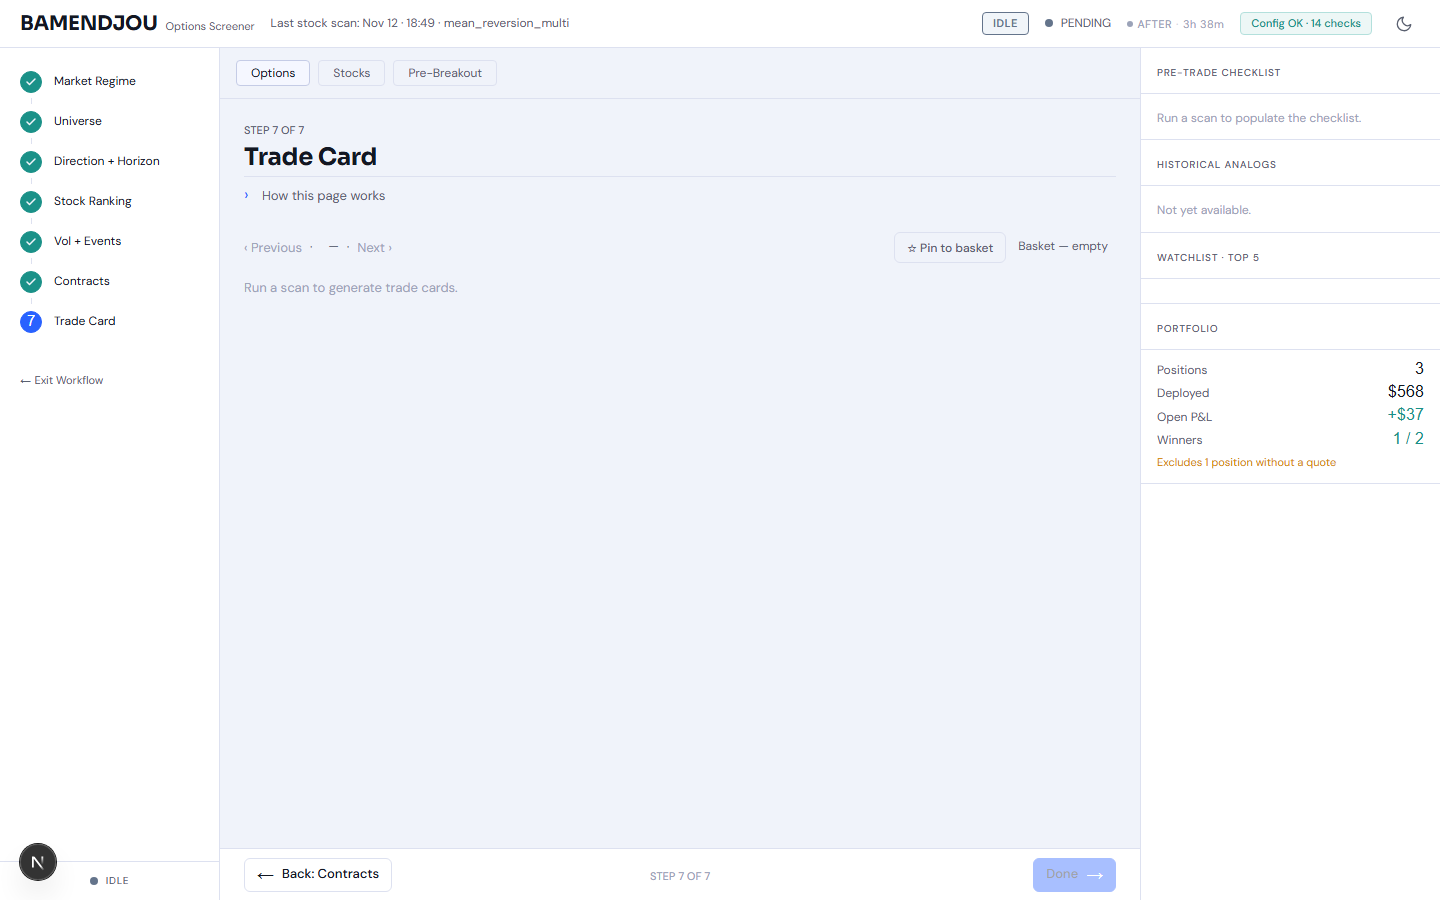 BAMENDJOU Options Screener Last stock scan: Nov 12 · 18:49 · mean_reversion_multi IDLE PENDING AFTER · 3h 38m Config OK · 14 checks
Market Regime
Universe
Direction + Horizon
Stock Ranking
Vol + Events
Contracts
7 Trade Card
← Exit Workflow
N
IDLE
Options Stocks Pre-Breakout
STEP 7 OF 7
Trade Card
› How this page works
‹ Previous · — · Next › ☆ Pin to basket Basket — empty
Run a scan to generate trade cards.
← Back: Contracts STEP 7 OF 7 Done →
PRE-TRADE CHECKLIST
Run a scan to populate the checklist.
HISTORICAL ANALOGS
Not yet available.
WATCHLIST · TOP 5
PORTFOLIO
Positions 3
Deployed $568
Open P&L +$37
Winners 1 / 2
Excludes 1 position without a quote